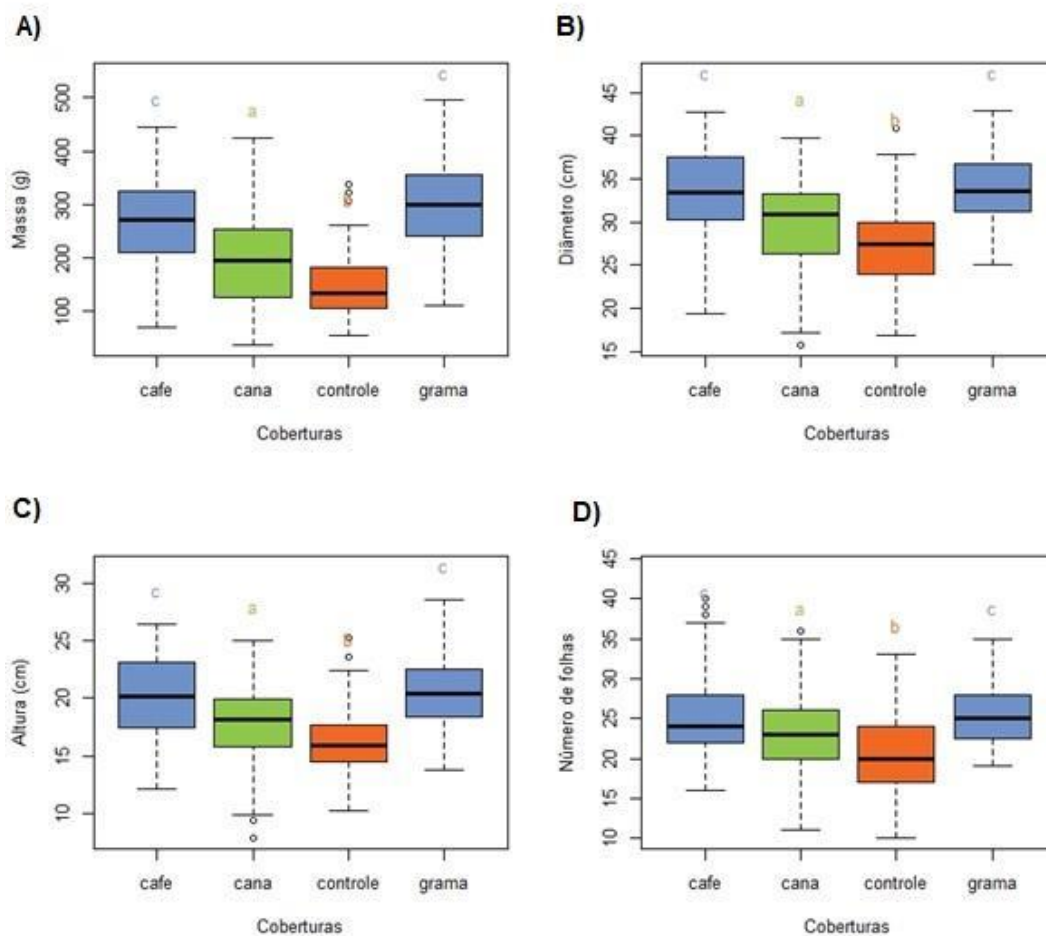 A)
Massa (g)
500
400
300
200
100
c
a
b
c
cafe
cana
controle
grama
Coberturas
B)
Diâmetro (cm)
45
40
35
30
25
20
15
c
a
b
c
cafe
cana
controle
grama
Coberturas
C)
Altura (cm)
30
25
20
15
10
c
a
c
cafe
cana
controle
grama
Coberturas
D)
Número de folhas
45
40
35
30
25
20
15
10
c
a
b
c
cafe
cana
controle
grama
Coberturas